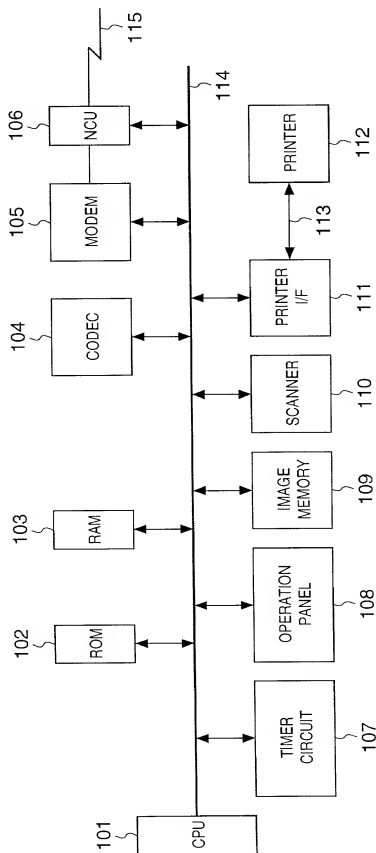 101
CPU
102
ROM
103
RAM
104
CODEC
105
MODEM
106
NCU
115
114
TIMER
CIRCUIT
107
OPERATION
PANEL
108
IMAGE
MEMORY
109
SCANNER
110
PRINTER
I/F
111
113
PRINTER
112